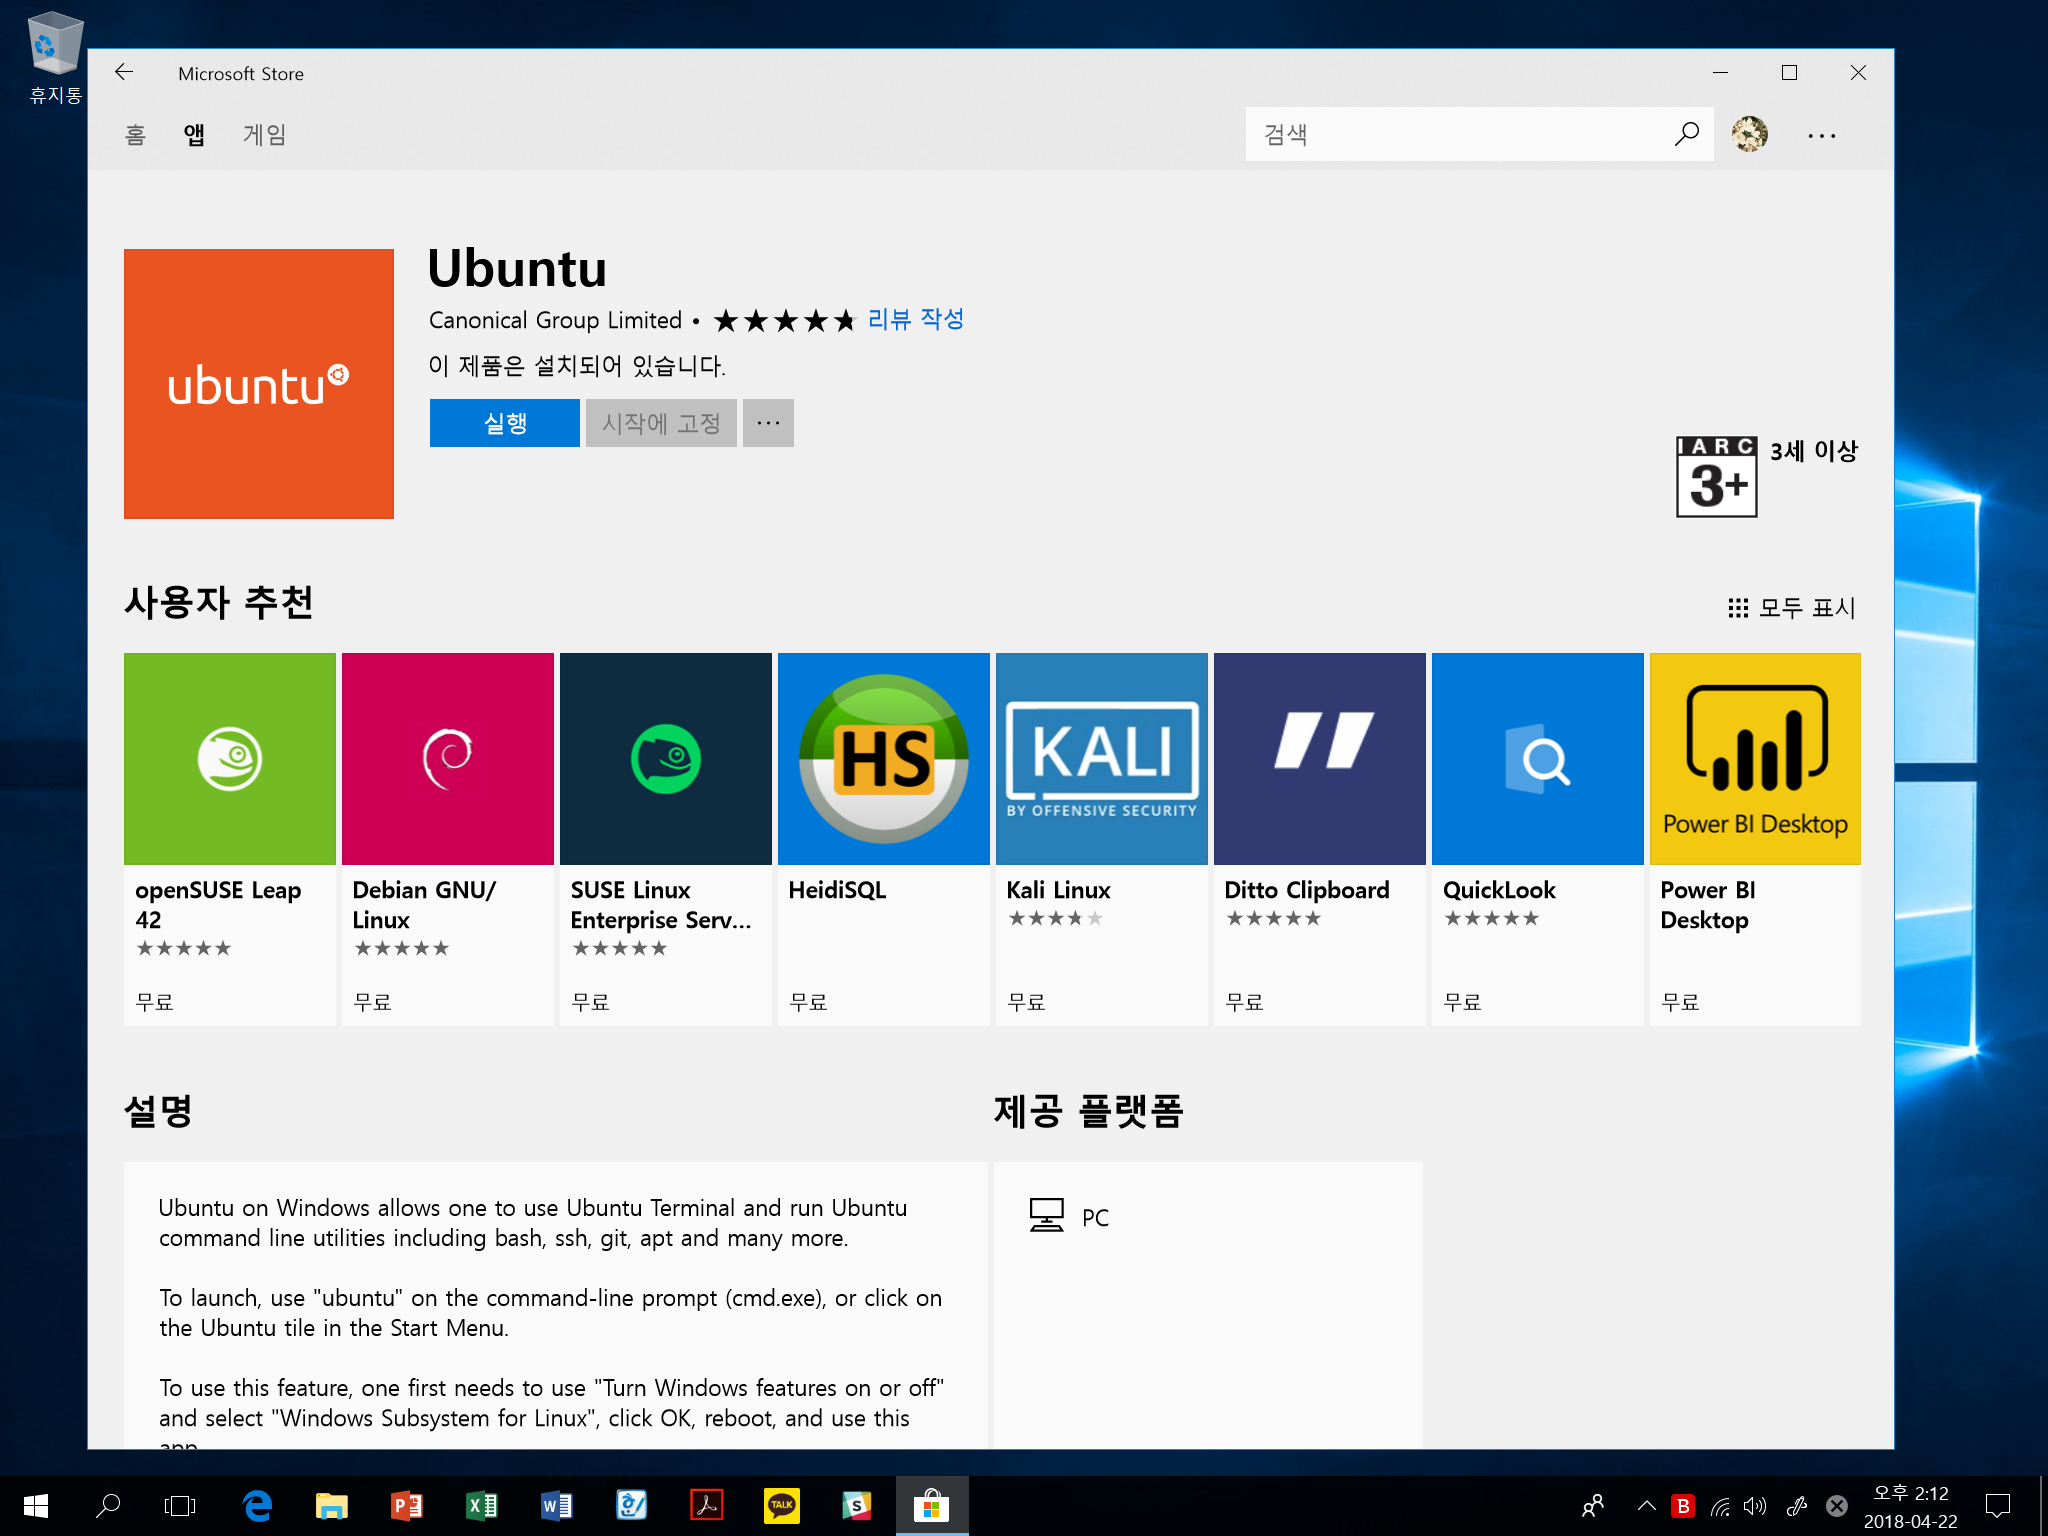 휴지통
Microsoft Store
홈 앱 게임
검색
ubuntu
Ubuntu
Canonical Group Limited • 리뷰 작성
이 제품은 설치되어 있습니다.
실행 시작에 고정 ...
IARC
3+
3세 이상
사용자 추천
모두 표시
HS
KALI
BY OFFENSIVE SECURITY
Power BI Desktop
openSUSE Leap
42
무료
Debian GNU/
Linux
무료
SUSE Linux
Enterprise Serv...
무료
HeidiSQL
무료
Kali Linux
무료
Ditto Clipboard
무료
QuickLook
무료
Power BI
Desktop
무료
설명
Ubuntu on Windows allows one to use Ubuntu Terminal and run Ubuntu
command line utilities including bash, ssh, git, apt and many more.
To launch, use "ubuntu" on the command-line prompt (cmd.exe), or click on
the Ubuntu tile in the Start Menu.
To use this feature, one first needs to use "Turn Windows features on or off"
and select "Windows Subsystem for Linux", click OK, reboot, and use this
app.
제공 플랫폼
PC
TALK
B
오후 2:12
2018-04-22